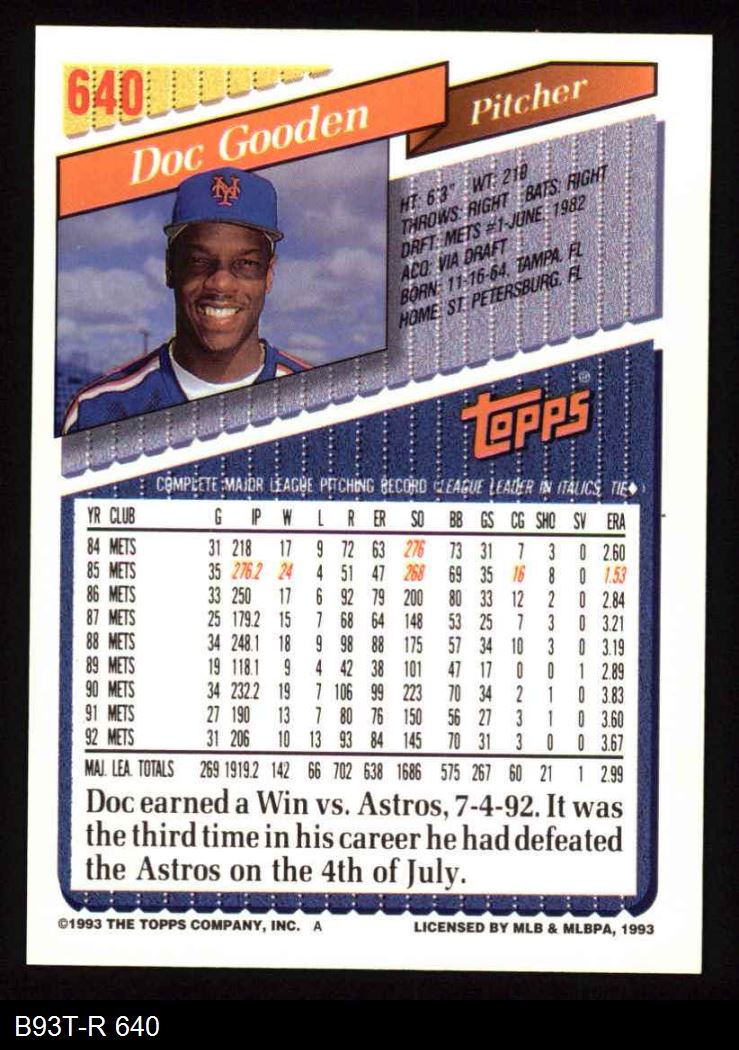 640
Doc Gooden
Pitcher
HT: 6'3" WT: 210
THROWS: RIGHT BATS: RIGHT
DRFT: METS #1-JUNE, 1982
ACQ: VIA DRAFT
BORN: 11-16-64, TAMPA, FL
HOME: ST. PETERSBURG, FL
NY
TOPPS ®
COMPLETE MAJOR LEAGUE PITCHING RECORD (LEAGUE LEADER IN ITALICS, TIE♦)
YR CLUB G IP W L R ER SO BB GS CG SHO SV ERA
84 METS 31 218 17 9 72 63 276 73 31 7 3 0 2.60
85 METS 35 276.2 24 4 51 47 268 69 35 16 8 0 1.53
86 METS 33 250 17 6 92 79 200 80 33 12 2 0 2.84
87 METS 25 179.2 15 7 68 64 148 53 25 7 3 0 3.21
88 METS 34 248.1 18 9 98 88 175 57 34 10 3 0 3.19
89 METS 19 118.1 9 4 42 38 101 47 17 0 0 1 2.89
90 METS 34 232.2 19 7 106 99 223 70 34 2 1 0 3.83
91 METS 27 190 13 7 80 76 150 56 27 3 1 0 3.60
92 METS 31 206 10 13 93 84 145 70 31 3 0 0 3.67
MAJ. LEA. TOTALS 269 1919.2 142 66 702 638 1686 575 267 60 21 1 2.99
Doc earned a Win vs. Astros, 7-4-92. It was
the third time in his career he had defeated
the Astros on the 4th of July.
©1993 THE TOPPS COMPANY, INC. A LICENSED BY MLB & MLBPA, 1993
B93T-R 640